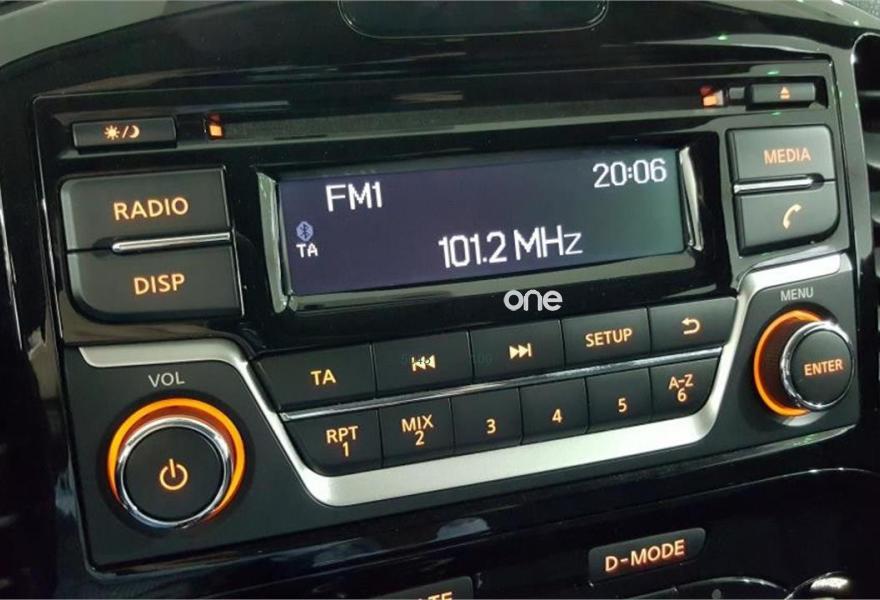 RADIO
DISP
FM1
20:06
TA
101.2 MHz
MEDIA
one
VOL
TA
SETUP
MENU
ENTER
RPT
1
MIX
2
3
4
5
A-Z
6
D-MODE